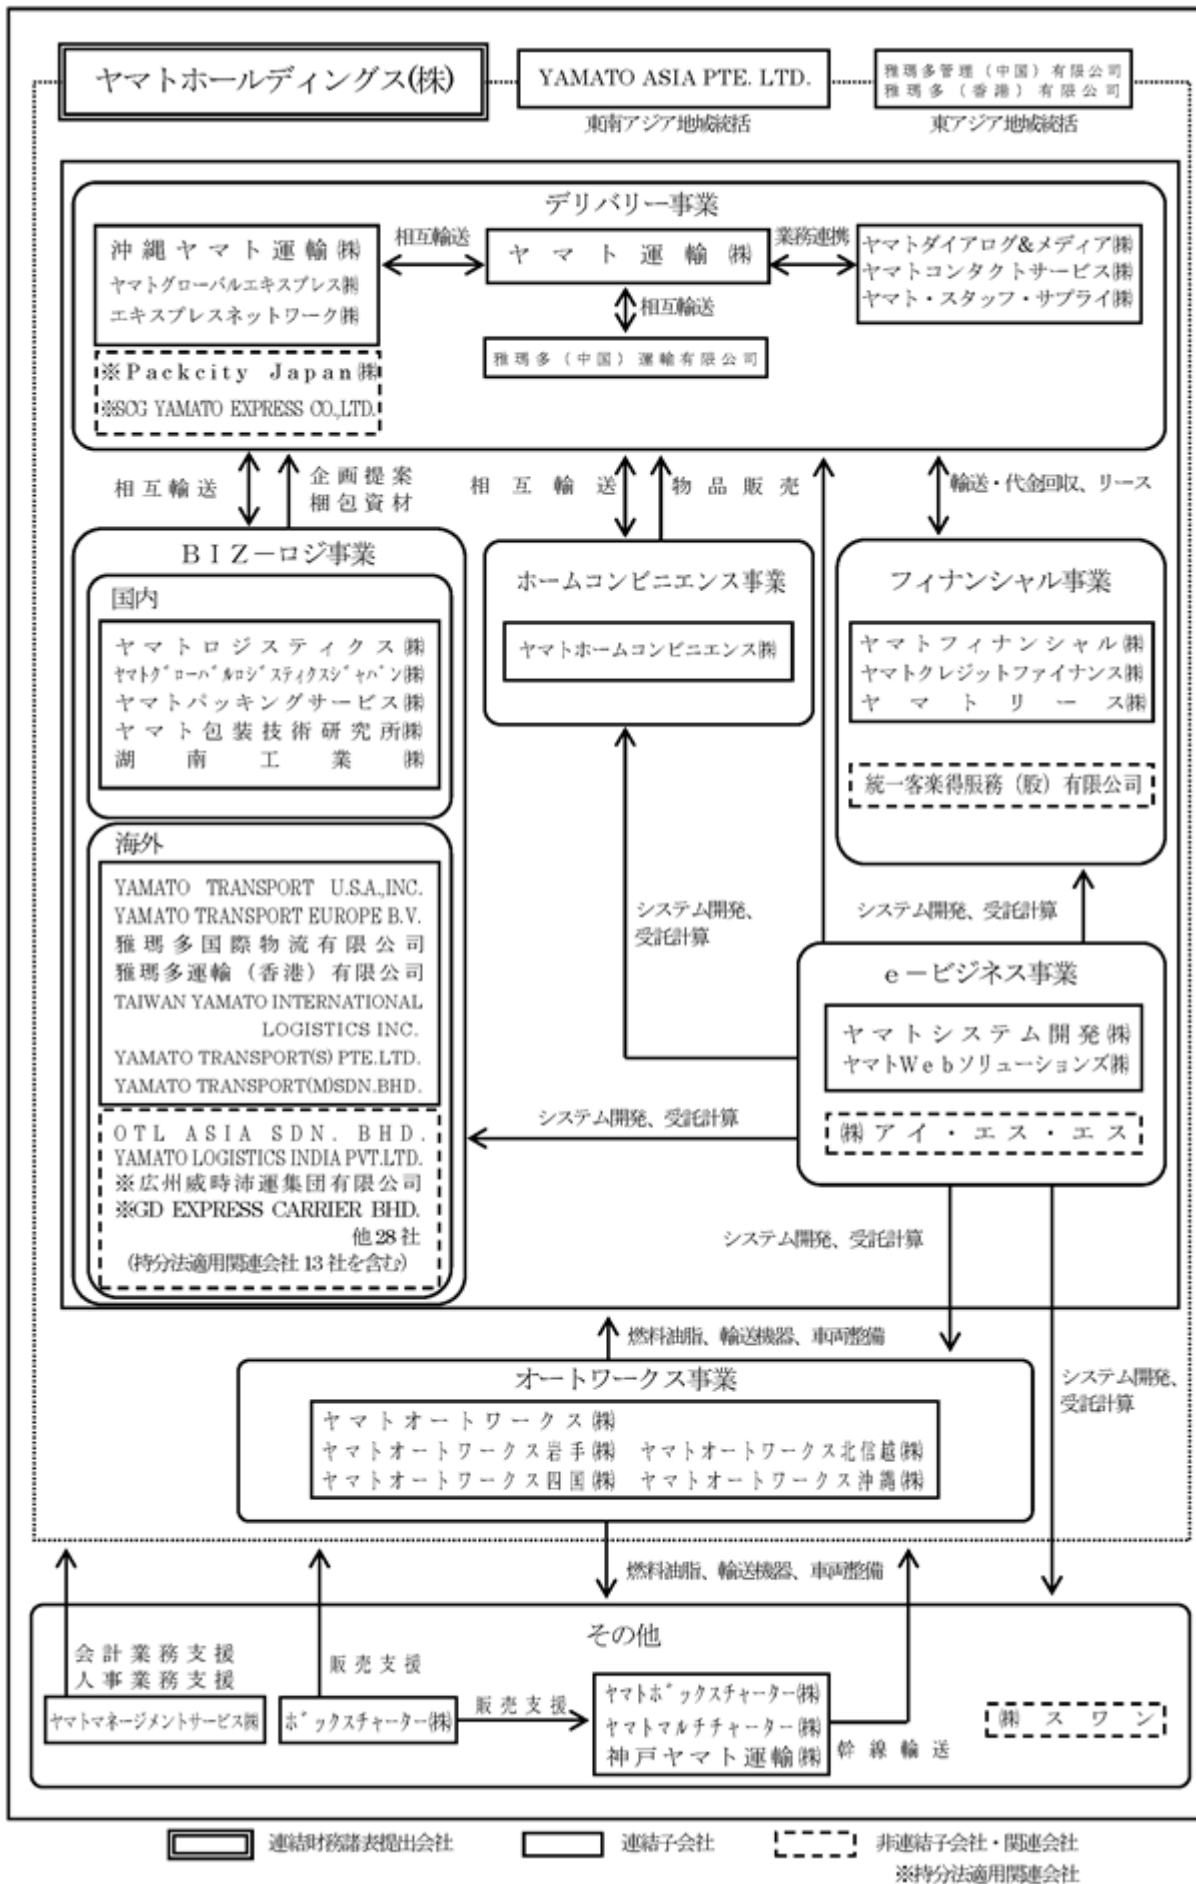 ヤマトホールディングス(株)
YAMATO ASIA PTE. LTD.
東南アジア地域統括
雅瑪多管理（中国）有限公司
雅瑪多（香港）有限公司
東アジア地域統括
デリバリー事業
沖縄ヤマト運輸㈱
ヤマトグローバルエキスプレス㈱
エキスプレスネットワーク㈱
※Packcity Japan㈱
※SCG YAMATO EXPRESS CO.,LTD.
相互輸送
ヤマト運輸㈱
業務連携
ヤマトダイアログ&メディア㈱
ヤマトコンタクトサービス㈱
ヤマト・スタッフ・サプライ㈱
相互輸送
雅瑪多（中国）運輸有限公司
相互輸送
企画提案
梱包資材
相互輸送
物品販売
輸送・代金回収、リース
ＢＩＺ－ロジ事業
国内
ヤマトロジスティクス㈱
ヤマトグローバルロジスティクスジャパン㈱
ヤマトパッキングサービス㈱
ヤマト包装技術研究所㈱
湖南工業㈱
海外
YAMATO TRANSPORT U.S.A.,INC.
YAMATO TRANSPORT EUROPE B.V.
雅瑪多国際物流有限公司
雅瑪多運輸（香港）有限公司
TAIWAN YAMATO INTERNATIONAL
LOGISTICS INC.
YAMATO TRANSPORT(S) PTE.LTD.
YAMATO TRANSPORT(M)SDN.BHD.
OTL ASIA SDN. BHD.
YAMATO LOGISTICS INDIA PVT.LTD.
※広州威時沛運集団有限公司
※GD EXPRESS CARRIER BHD.
他28社
(持分法適用関連会社13社を含む)
ホームコンビニエンス事業
ヤマトホームコンビニエンス㈱
フィナンシャル事業
ヤマトフィナンシャル㈱
ヤマトクレジットファイナンス㈱
ヤマトリース㈱
統一客楽得服務（股）有限公司
システム開発、
受託計算
システム開発、受託計算
ｅ－ビジネス事業
ヤマトシステム開発㈱
ヤマトＷｅｂソリューションズ㈱
㈱アイ・エス・エス
システム開発、受託計算
システム開発、受託計算
システム開発、
受託計算
燃料油脂、輸送機器、車両整備
オートワークス事業
ヤマトオートワークス㈱
ヤマトオートワークス岩手㈱ ヤマトオートワークス北信越㈱
ヤマトオートワークス四国㈱ ヤマトオートワークス沖縄㈱
燃料油脂、輸送機器、車両整備
その他
会計業務支援
人事業務支援
ヤマトマネージメントサービス㈱
販売支援
ボックスチャーター㈱
販売支援
ヤマトボックスチャーター㈱
ヤマトマルチチャーター㈱
神戸ヤマト運輸㈱
幹線輸送
㈱スワン
連結財務諸表提出会社
連結子会社
非連結子会社・関連会社
※持分法適用関連会社